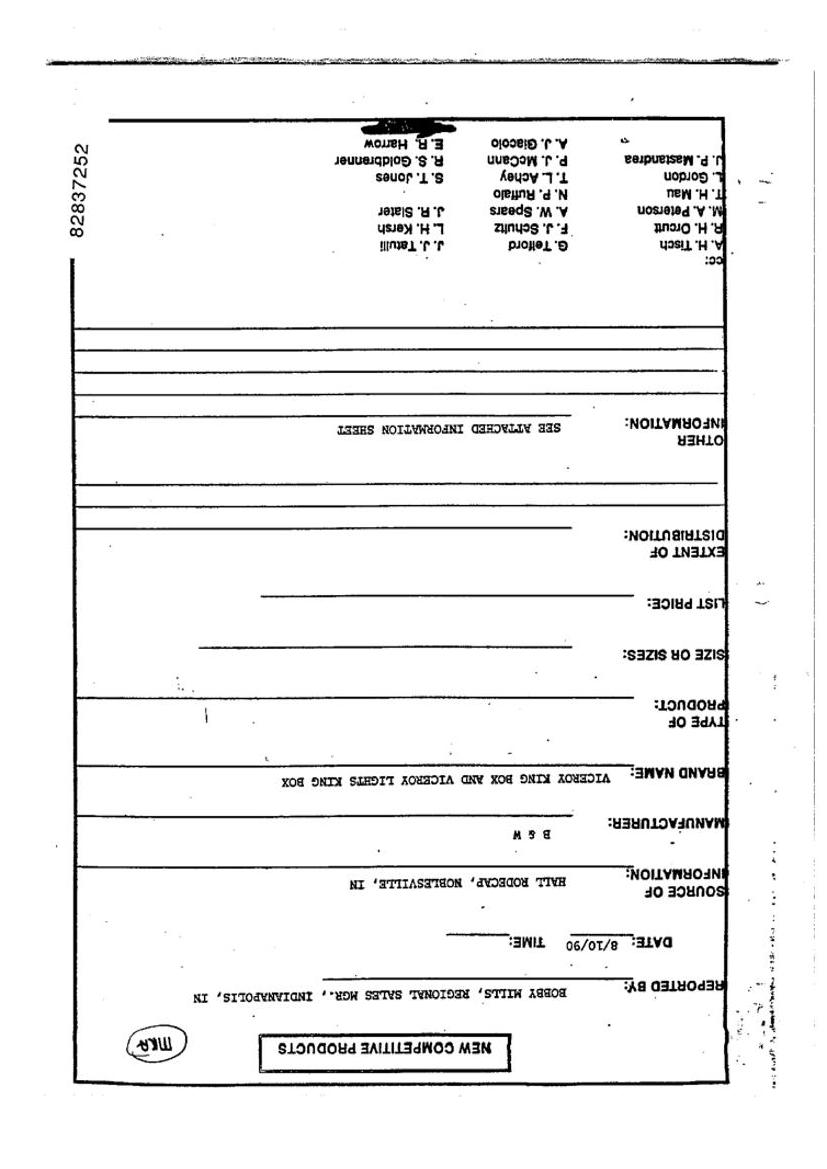 NEW COMPETITIVE PRODUCTS
REPORTED BY: BOBBY MILLS, REGIONAL SALES MGR., INDIANAPOLIS, IN
DATE: 8/10/90 TIME:
SOURCE OF
INFORMATION: HALL RODECAP, NOBLESVILLE, IN
MANUFACTURER: B & W
BRAND NAME: VICEROY KING BOX AND VICEROY LIGHTS KING BOX
TYPE OF
PRODUCT:
SIZE OR SIZES:
LIST PRICE:
EXTENT OF
DISTRIBUTION:
OTHER
INFORMATION: SEE ATTACHED INFORMATION SHEET
cc:
A. H. Tisch G. Telford J. J. Tatulli
R. H. Orcutt F. J. Schultz L. H. Kersh
M. A. Peterson A. W. Spears J. R. Slater
T. H. Mau N. P. Ruffalo
L. Gordon T. L. Achey S. T. Jones
J. P. Mastandrea P. J. McCann R. S. Goldbrenner
A. J. Giacolo E. R. Harrow
82837252